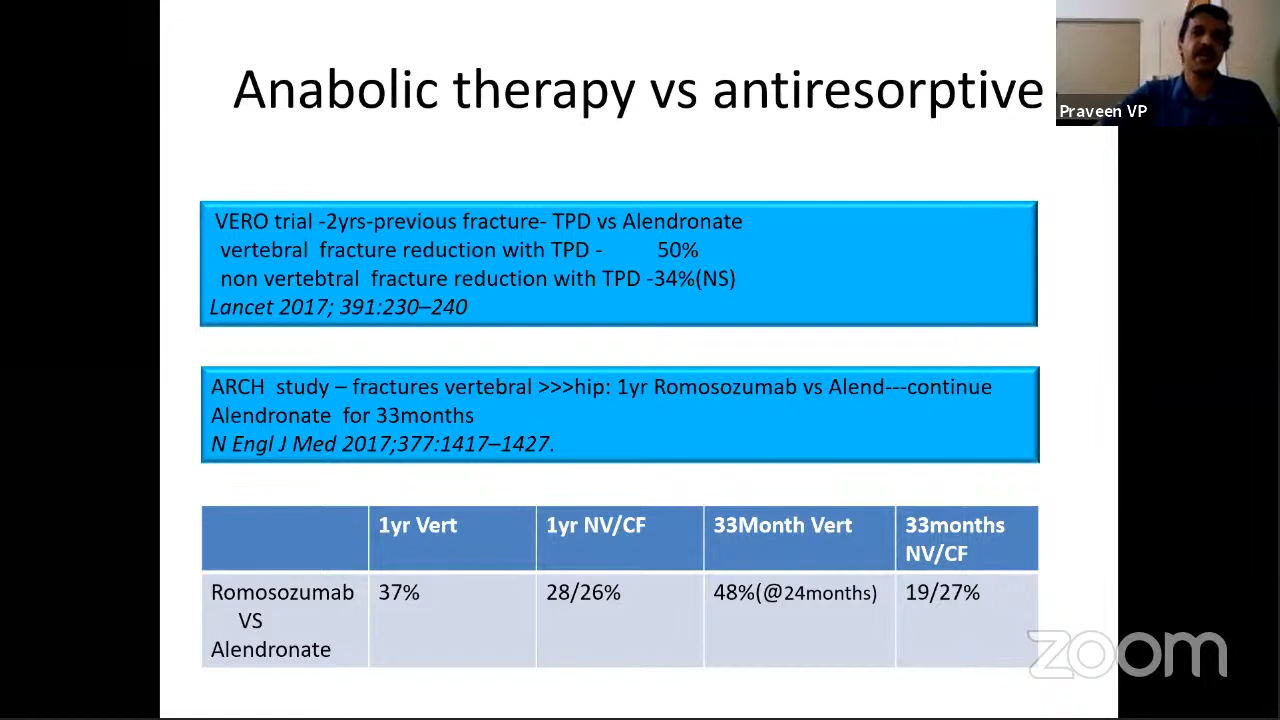 Anabolic therapy vs antiresorptive
Praveen VP
VERO trial -2yrs-previous fracture- TPD vs Alendronate
vertebral fracture reduction with TPD - 50%
non vertebtral fracture reduction with TPD -34%(NS)
Lancet 2017; 391:230–240
ARCH study – fractures vertebral >>>hip: 1yr Romosozumab vs Alend---continue
Alendronate for 33months
N Engl J Med 2017;377:1417–1427.
1yr Vert
1yr NV/CF
33Month Vert
33months
NV/CF
Romosozumab
VS
Alendronate
37%
28/26%
48%(@24months)
19/27%
zoom